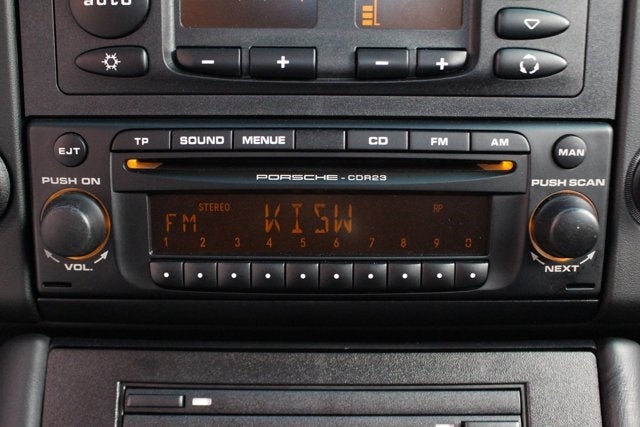 auto
− + − +
TP SOUND MENUE CD FM AM
EJT MAN
PORSCHE - CDR23
PUSH ON PUSH SCAN
STEREO RP
FM KISW
1 2 3 4 5 6 7 8 9 0
VOL. NEXT